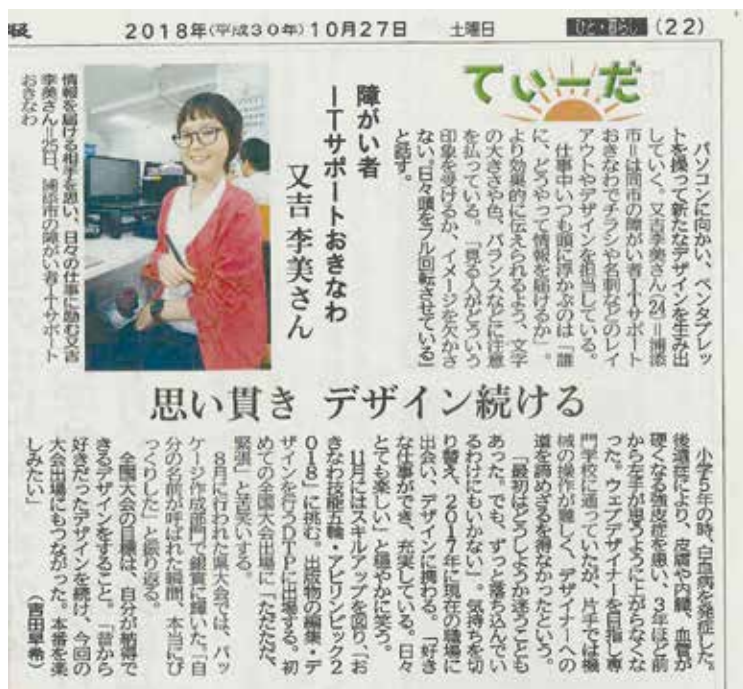 報 2018年(平成30年)10月27日 土曜日 ひと・暮らし (22)
てぃーだ
障がい者
ITサポートおきなわ
又吉 李美さん
情報を届ける相手を思い、日々の仕事に励む又吉
李美さん=25日、浦添市の障がい者ITサポート
おきなわ
パソコンに向かい、ペンタブレッ
トを操って新たなデザインを生み出
していく。又吉李美さん(24)=浦添
市=は同市の障がい者ITサポート
おきなわでチラシや名刺などのレイ
アウトやデザインを担当している。
仕事中いつも頭に浮かぶのは「誰
に、どうやって情報を届けるか」。
より効果的に伝えられるよう、文字
の大きさや色、バランスなどに注意
を払っている。「見る人がどういう
印象を受けるか、イメージを欠かさ
ない。日々頭をフル回転させている」
と話す。
思い貫き デザイン続ける
小学5年の時、白血病を発症した。
後遺症により、皮膚や内臓、血管が
硬くなる強皮症を患い、3年ほど前
から左手が思うように上がらなくな
った。ウェブデザイナーを目指し専
門学校に通っていたが、片手では機
械の操作が難しく、デザイナーへの
道を諦めざるを得なかったという。
「最初はどうしようか迷うことも
あった。でも、ずっと落ち込んでい
るわけにもいかない」。気持ちを切
り替え、2017年に現在の職場に
出会い、デザインに携わる。「好き
な仕事ができ、充実している。日々
とても楽しい」と穏やかに笑う。
11月にはスキルアップを図り、「お
きなわ技能五輪・アビリンピック2
018」に挑む。出版物の編集・デ
ザインを行うDTPに出場する。初
めての全国大会出場に「ただただ、
緊張」と苦笑いする。
8月に行われた県大会では、パッ
ケージ作成部門で銀賞に輝いた。「自
分の名前が呼ばれた瞬間、本当にび
っくりした」と振り返る。
全国大会の目標は、自分が納得で
きるデザインをすること。「昔から
好きだったデザインを続け、今回の
大会出場にもつながった。本番を楽
しみたい」
(吉田早希)